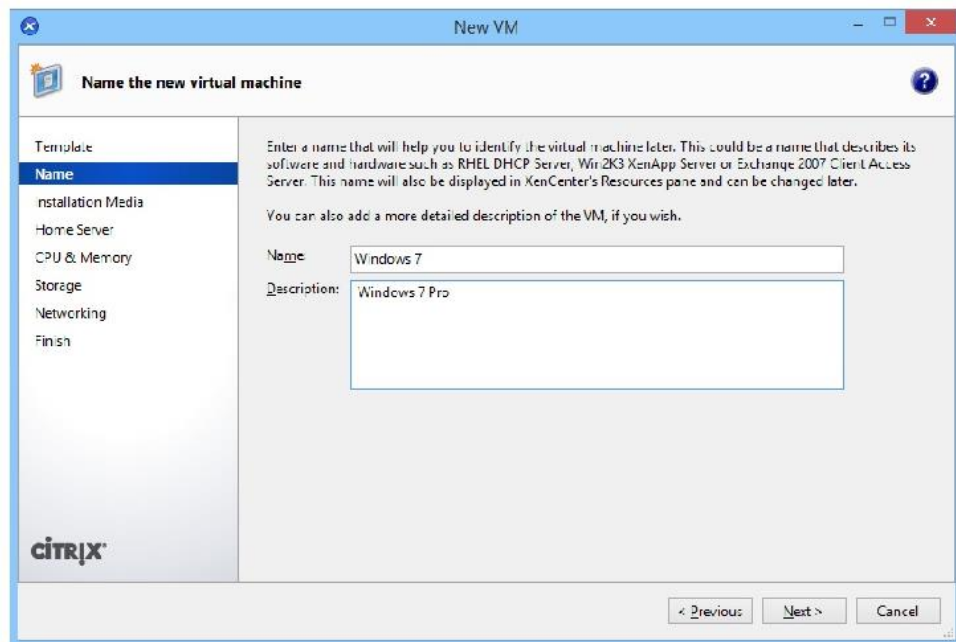 New VM
Name the new virtual machine
Template
Name
Installation Media
Home Server
CPU & Memory
Storage
Networking
Finish
Enter a name that will help you to identify the virtual machine later. This could be a name that describes its
software and hardware such as RHEL DHCP Server, Win2K3 XenApp Server or Exchange 2007 Client Access
Server. This name will also be displayed in XenCenter's Resources pane and can be changed later.
You can also add a more detailed description of the VM, if you wish.
Name
Windows 7
Description:
Windows 7 Pro
CITRIX
< Previous
Next >
Cancel